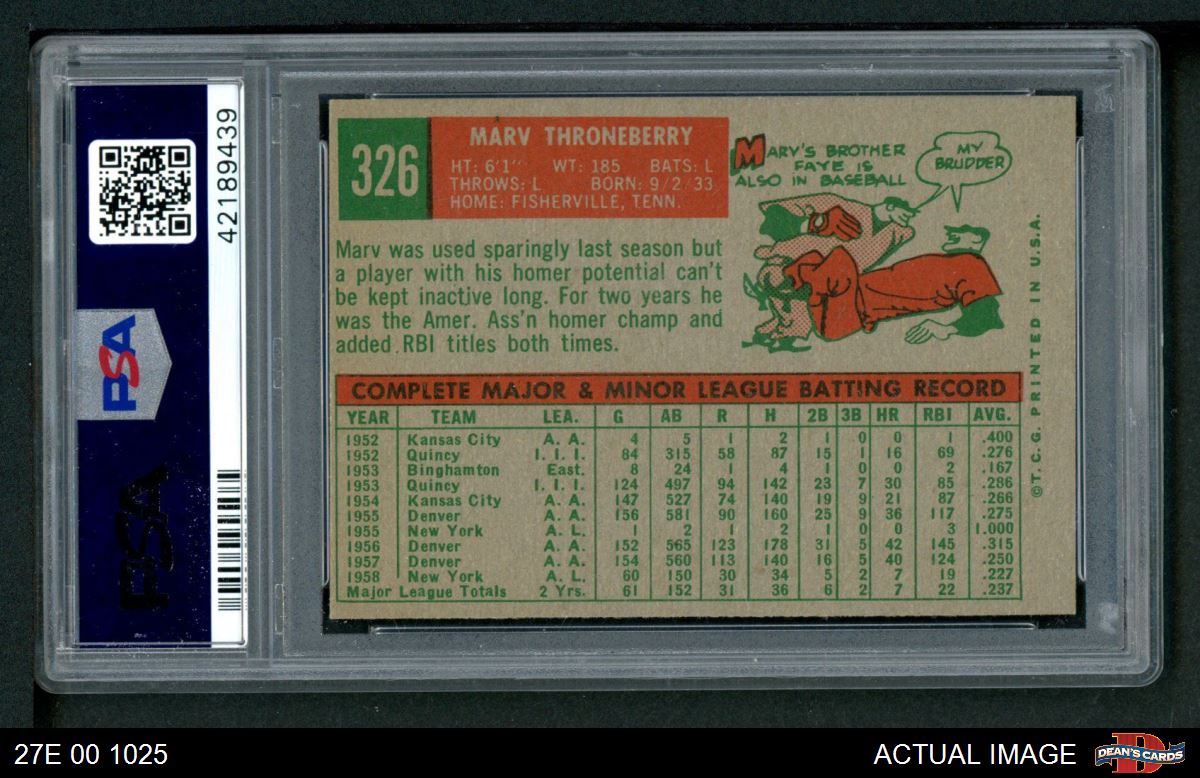 42189439
PSA
PSA
326
MARV THRONEBERRY
HT: 6'1" WT: 185 BATS: L
THROWS: L BORN: 9/2/33
HOME: FISHERVILLE, TENN.
MARV'S BROTHER
FAYE IS
ALSO IN BASEBALL
MY
BRUDDER
Marv was used sparingly last season but
a player with his homer potential can't
be kept inactive long. For two years he
was the Amer. Ass'n homer champ and
added RBI titles both times.
COMPLETE MAJOR & MINOR LEAGUE BATTING RECORD
YEAR TEAM LEA. G AB R H 2B 3B HR RBI AVG.
1952 Kansas City A. A. 4 5 1 2 1 0 0 1 .400
1952 Quincy I. I. I. 84 315 58 87 15 1 16 69 .276
1953 Binghamton East. 8 24 1 4 1 0 0 2 .167
1953 Quincy I. I. I. 124 497 94 142 23 7 30 85 .286
1954 Kansas City A. A. 147 527 74 140 19 9 21 87 .266
1955 Denver A. A. 156 581 90 160 25 9 36 117 .275
1955 New York A. L. 1 2 1 2 1 0 0 3 1.000
1956 Denver A. A. 152 565 123 178 31 5 42 145 .315
1957 Denver A. A. 154 560 113 140 16 5 40 124 .250
1958 New York A. L. 60 150 30 34 5 2 7 19 .227
Major League Totals 2 Yrs. 61 152 31 36 6 2 7 22 .237
©T. C. G. PRINTED IN U.S.A.
27E 00 1025
ACTUAL IMAGE
D
DEAN'S CARDS